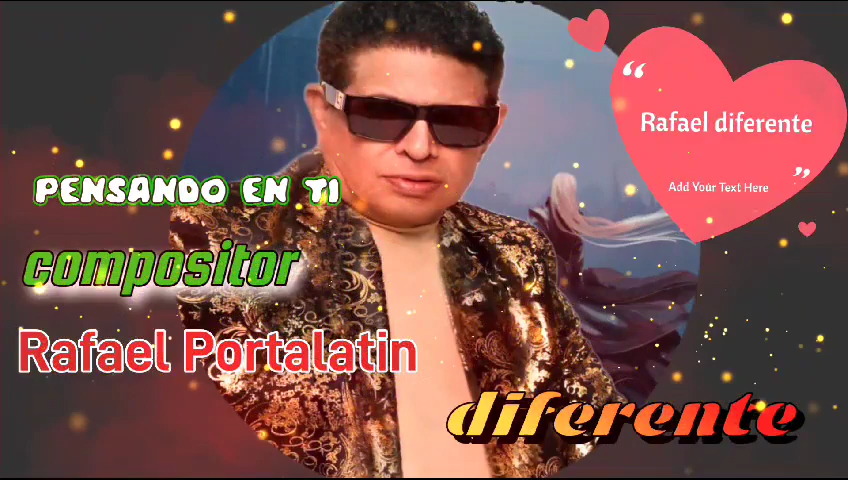 “
Rafael diferente
Add Your Text Here
”
PENSANDO EN TI
compositor
Rafael Portalatin
diferente